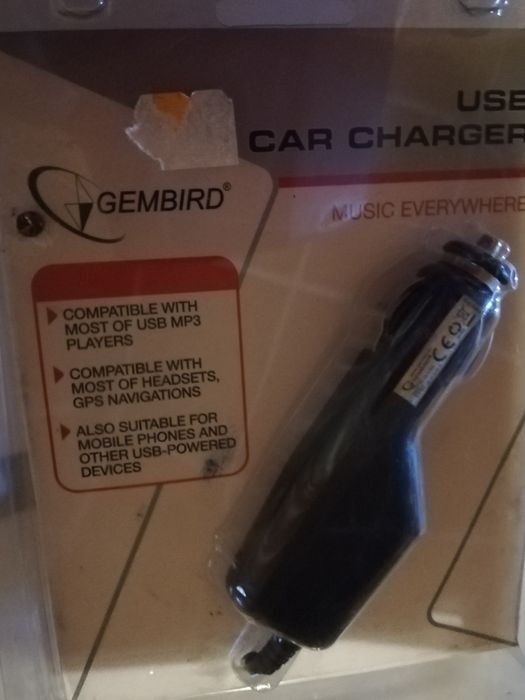 USB
CAR CHARGER
GEMBIRD®
MUSIC EVERYWHERE
COMPATIBLE WITH
MOST OF USB MP3
PLAYERS
COMPATIBLE WITH
MOST OF HEADSETS,
GPS NAVIGATIONS
ALSO SUITABLE FOR
MOBILE PHONES AND
OTHER USB-POWERED
DEVICES
CE